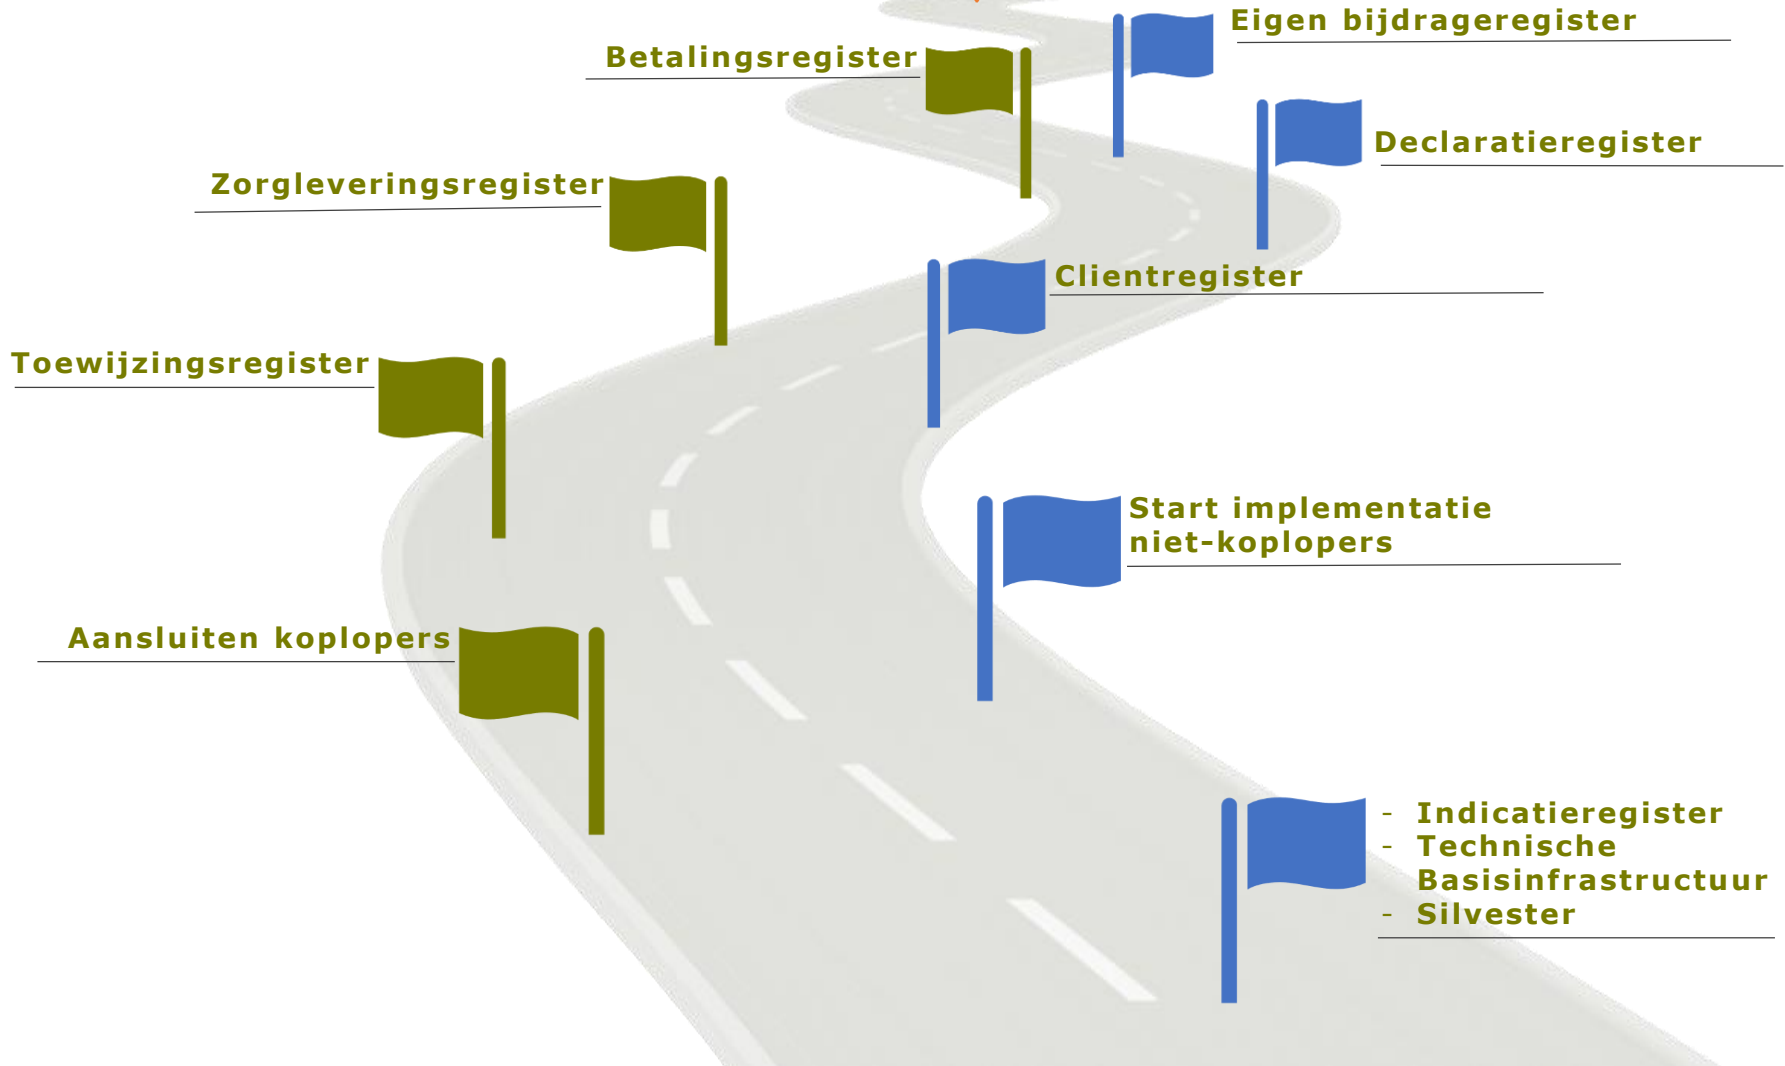 Eigen bijdrageregister
Betalingsregister
Declaratieregister
Zorgleveringsregister
Clientregister
Toewijzingsregister
Start implementatie
niet-koplopers
Aansluiten koplopers
- Indicatieregister
- Technische
Basisinfrastructuur
- Silvester